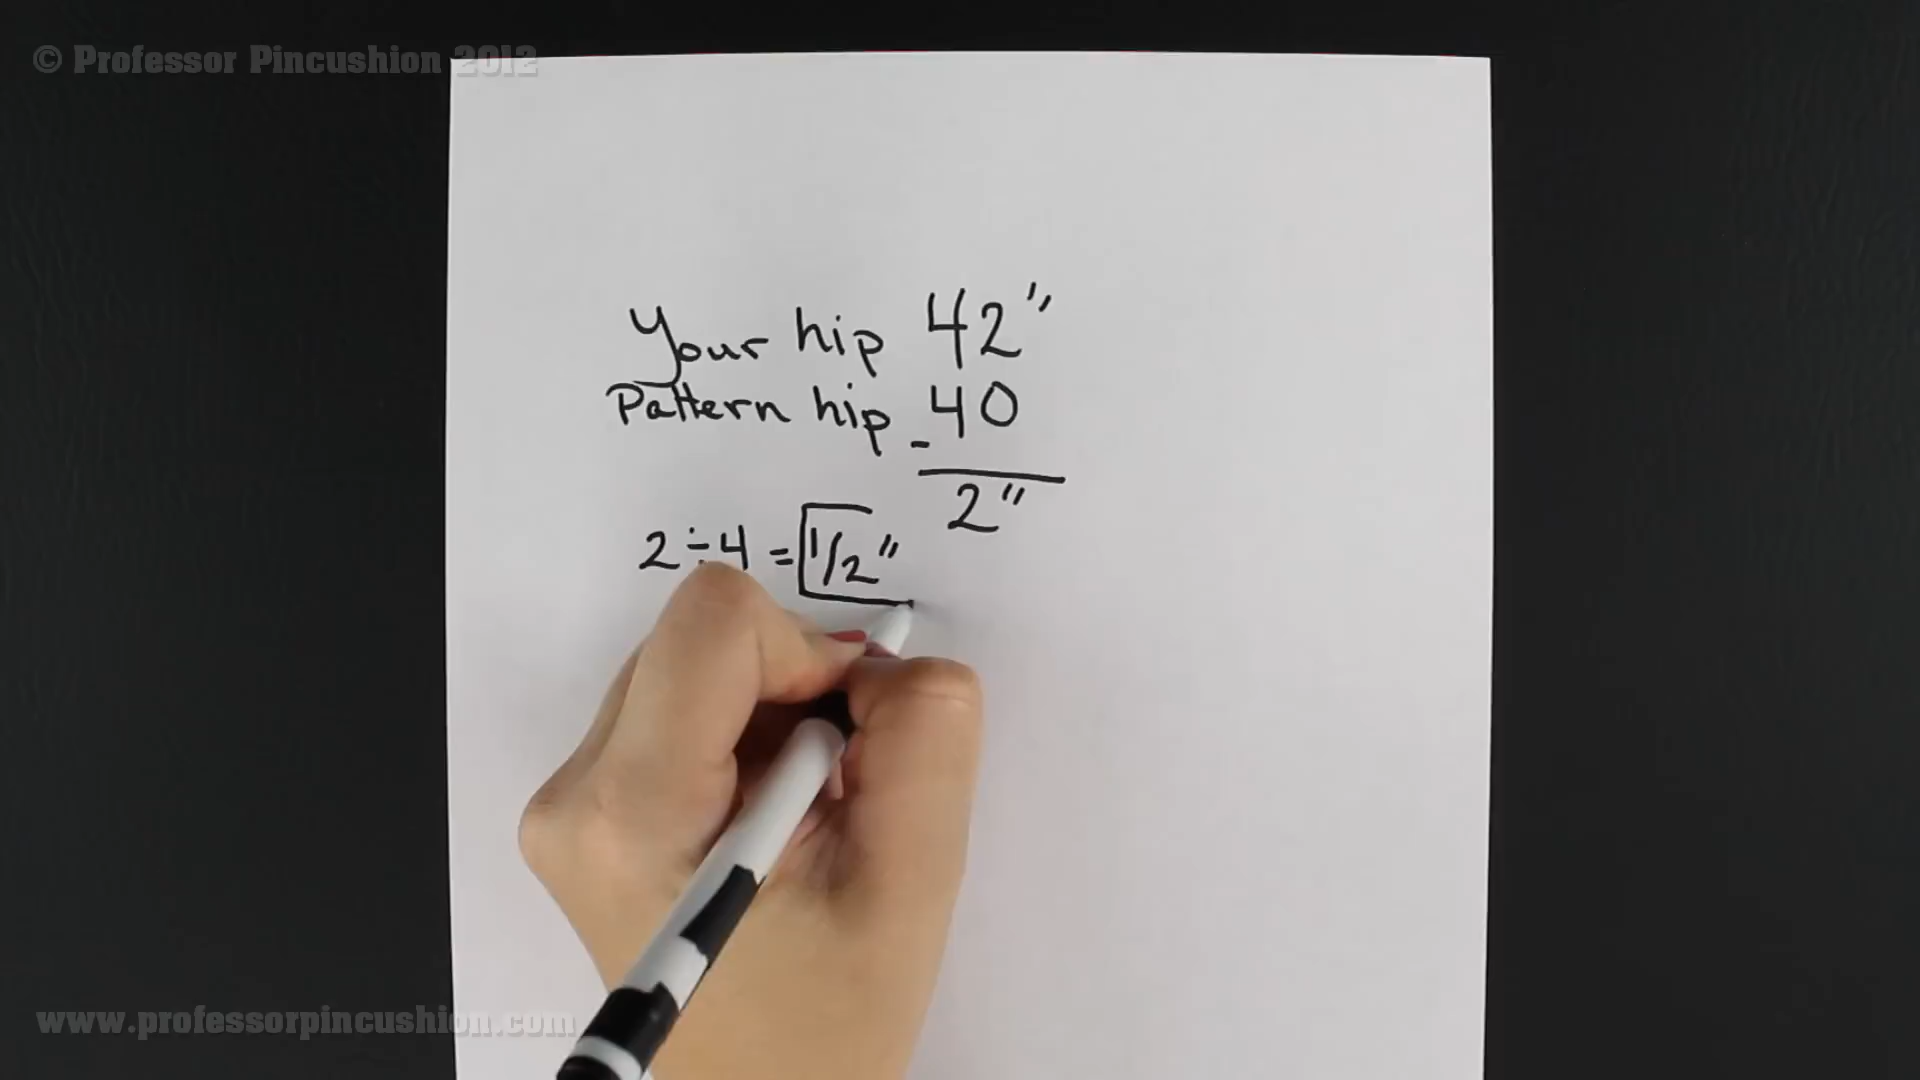 © Professor Pincushion 2012
Your hip 42"
Pattern hip - 40
2"
2 ÷ 4 = 1/2"
www.professorpincushion.com